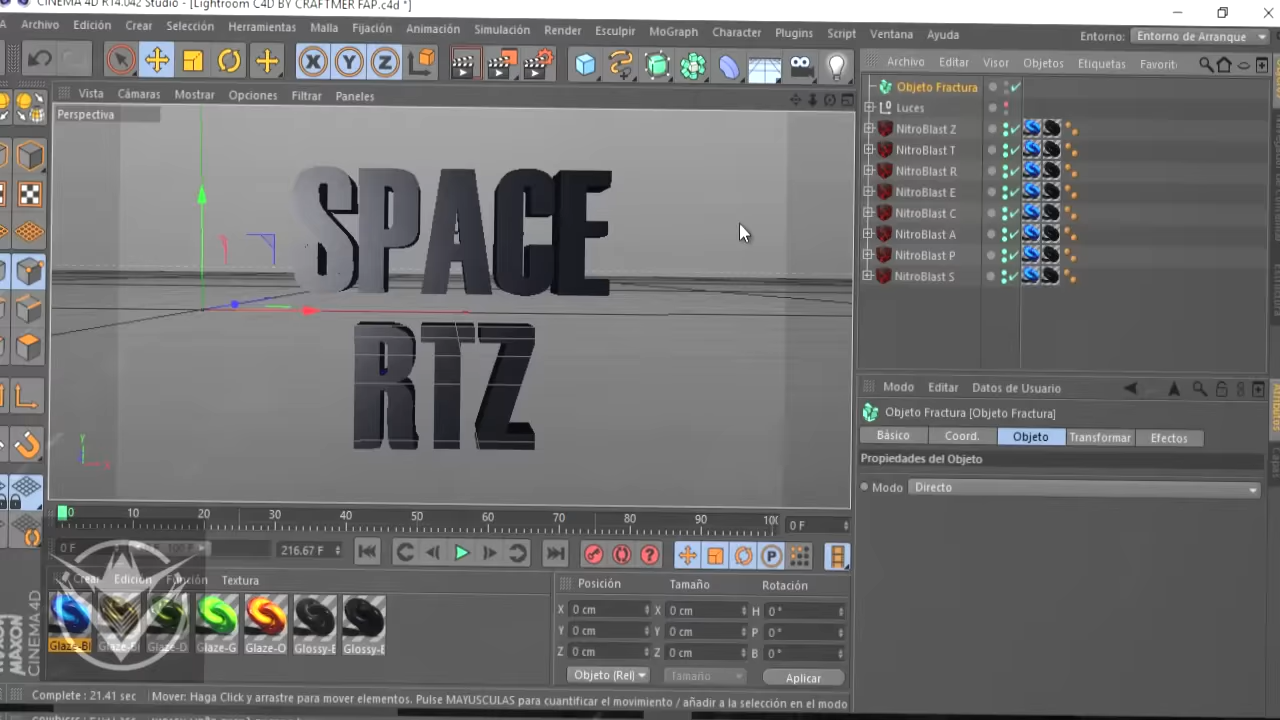 CINEMA 4D R14.042 Studio - [Lightroom C4D BY CRAFTMER FAP.c4d *]
Archivo Edición Crear Selección Herramientas Malla Fijación Animación Simulación Render Esculpir MoGraph Character Plugins Script Ventana Ayuda Entorno: Entorno de Arranque
X Y Z
Archivo Editar Visor Objetos Etiquetas Favorit
Vista Cámaras Mostrar Opciones Filtrar Paneles
Perspectiva
Objeto Fractura
Luces
NitroBlast Z
NitroBlast T
NitroBlast R
NitroBlast E
NitroBlast C
NitroBlast A
NitroBlast P
NitroBlast S
SPACE
RTZ
Modo Editar Datos de Usuario
Objeto Fractura [Objeto Fractura]
Básico Coord. Objeto Transformar Efectos
Propiedades del Objeto
Modo Directo
0 10 20 30 40 50 60 70 80 90 100 0 F
0 F 100 F 216.67 F
Crear Edición Función Textura
Glaze-Bl Glaze-D Glaze-G Glaze-O Glossy-E Glossy-E
Posición Tamaño Rotación
X 0 cm X 0 cm H 0 °
Y 0 cm Y 0 cm P 0 °
Z 0 cm Z 0 cm B 0 °
Objeto (Rel) Tamaño Aplicar
MAXON
CINEMA 4D
Complete : 21.41 sec Mover: Haga Click y arrastre para mover elementos. Pulse MAYUSCULAS para cuantificar el movimiento / añadir a la selección en el modo